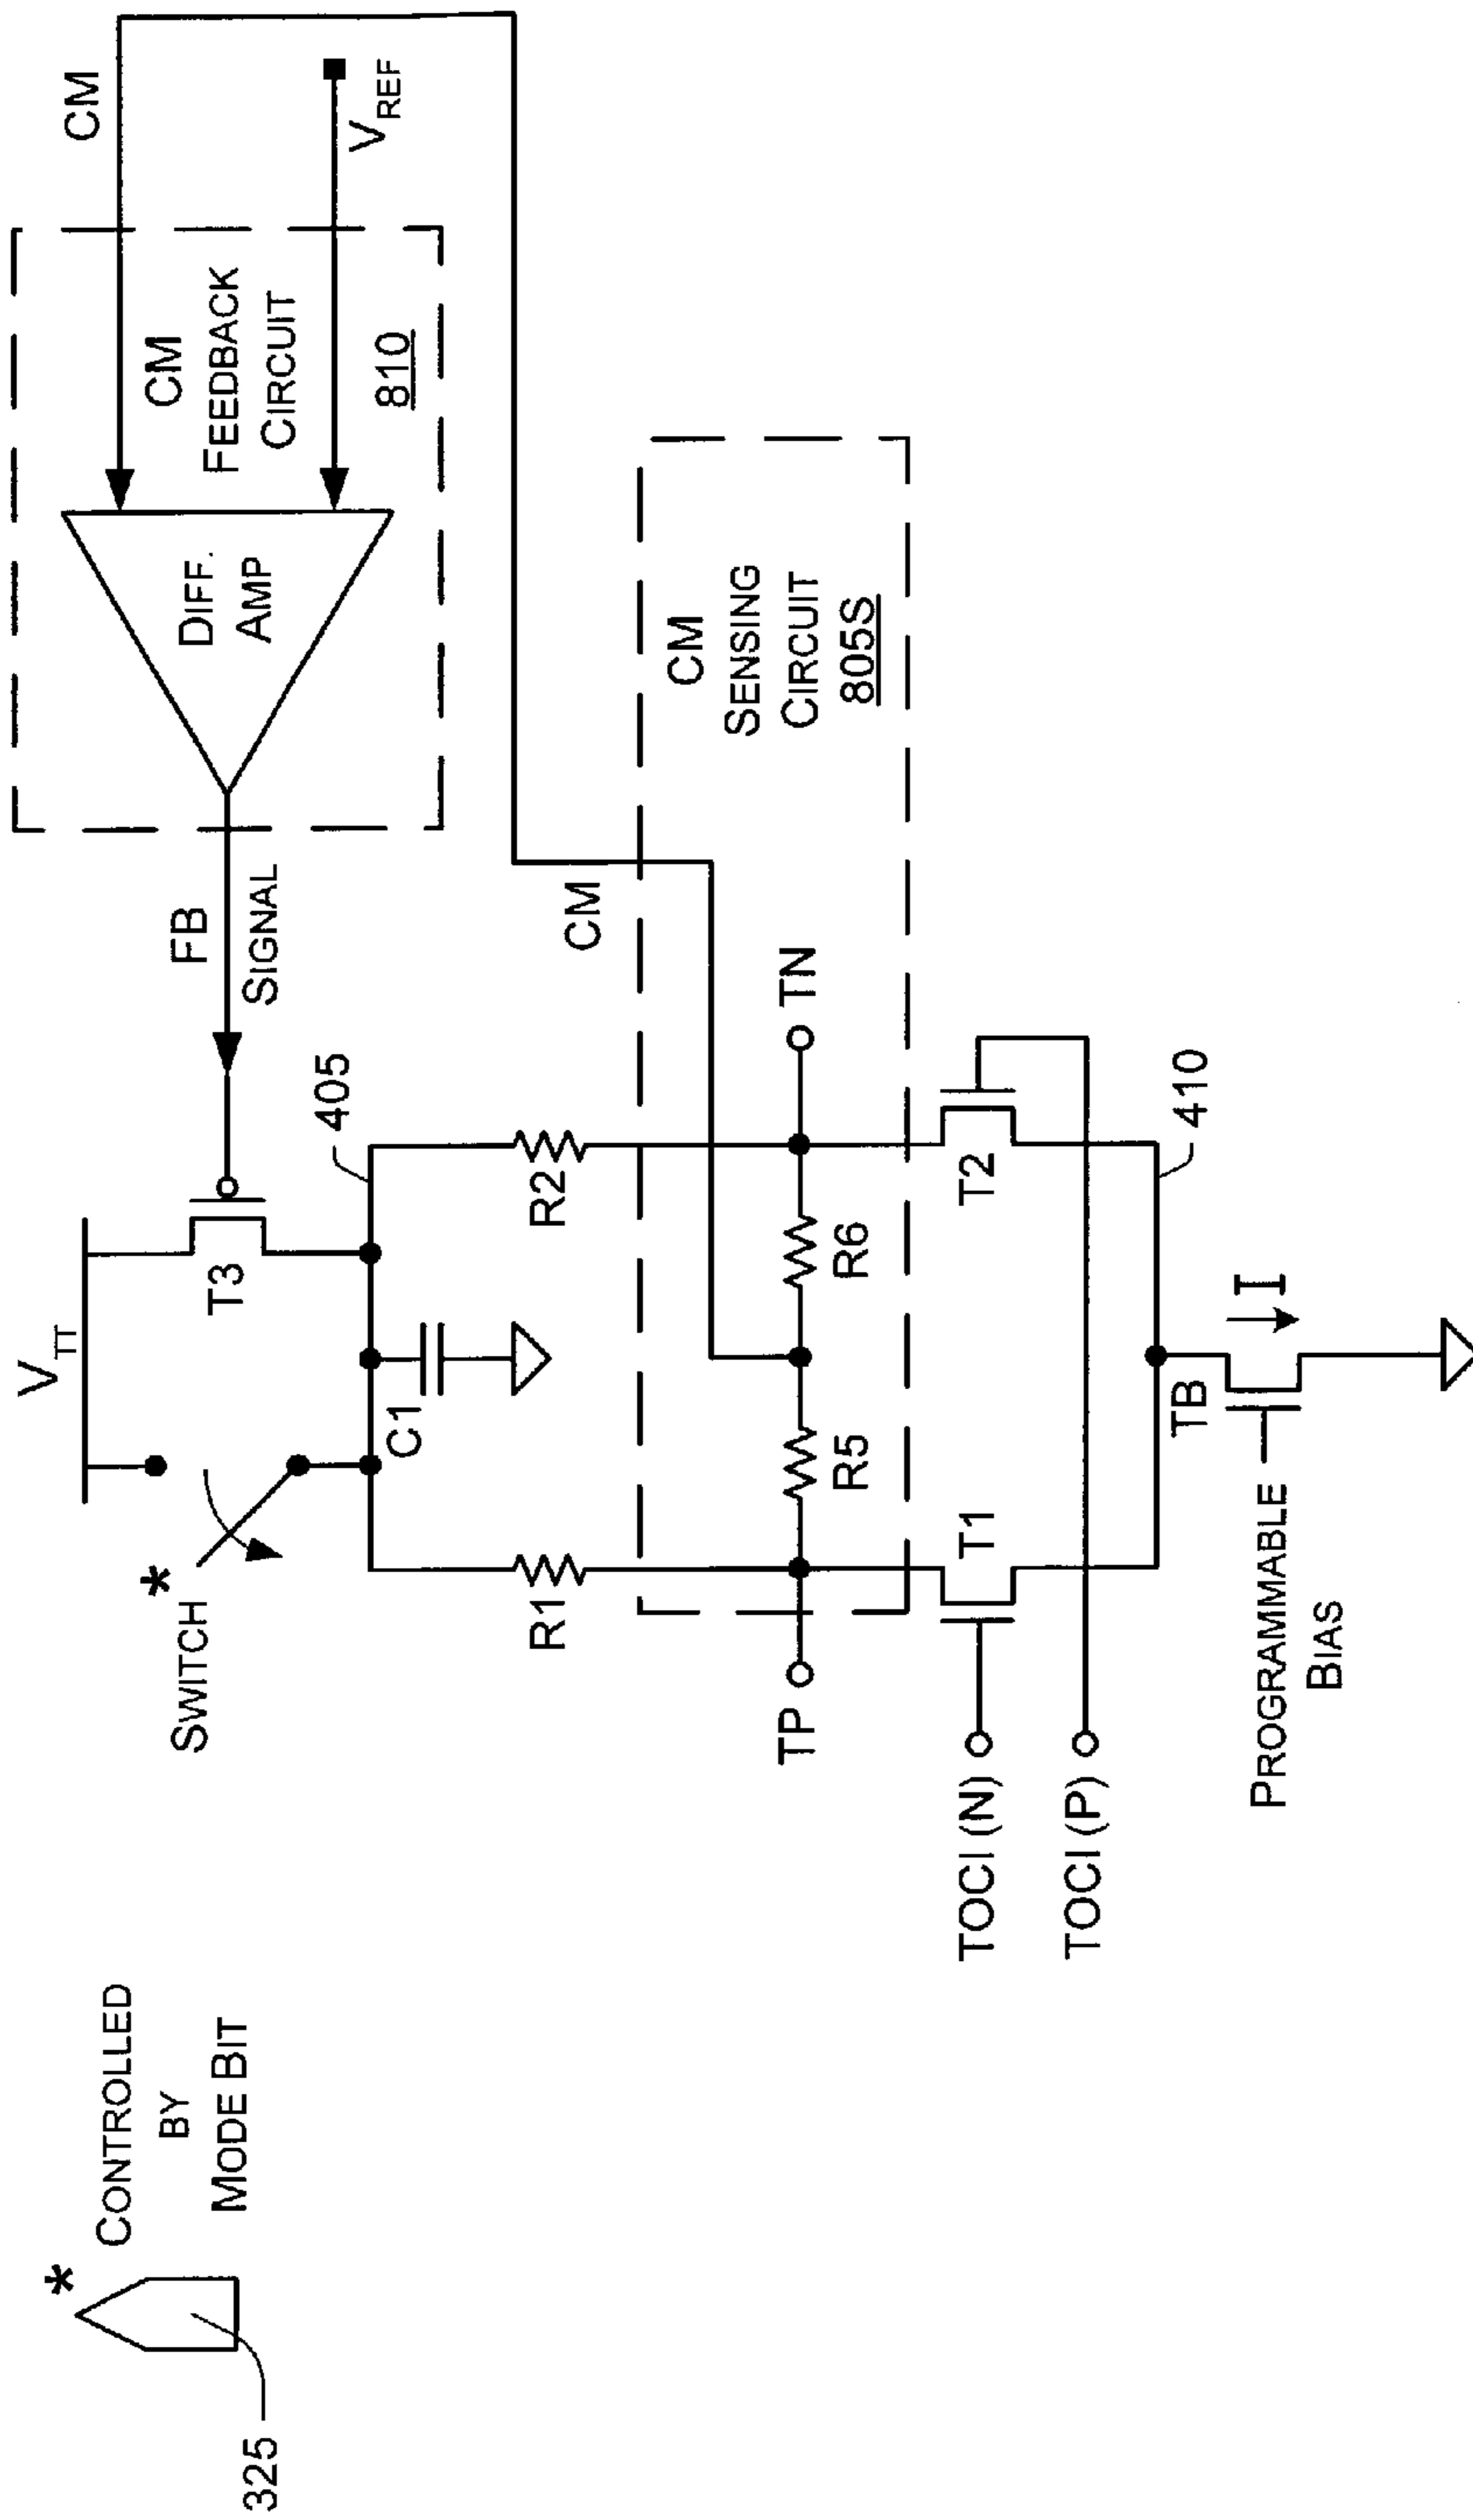 325
*
CONTROLLED
BY
MODE BIT
SWITCH
*
VTT
T3
FB
SIGNAL
DIFF.
AMP
CM
FEEDBACK
CIRCUIT
810
CM
VREF
405
C1
R1
R2
CM
CM
SENSING
CIRCUIT
805S
TP
R5
R6
TN
TOCI (N)
T1
T2
TOCI (P)
410
TB
I
PROGRAMMABLE
BIAS